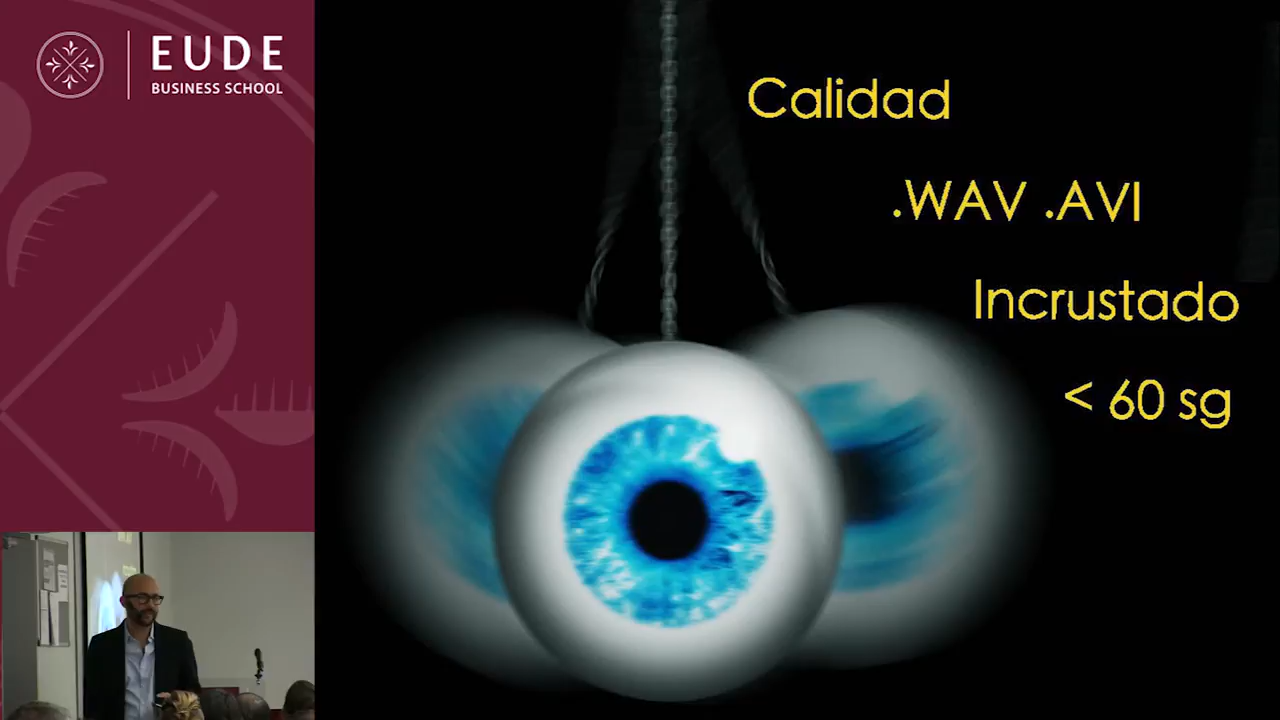 EUDE
BUSINESS SCHOOL
Calidad
.WAV .AVI
Incrustado
< 60 sg